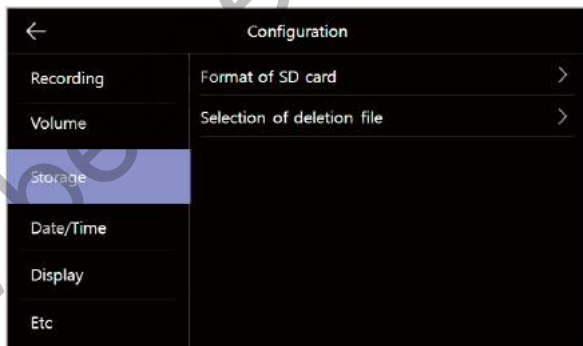 Configuration
Recording
Volume
Storage
Date/Time
Display
Etc
Format of SD card
Selection of deletion file